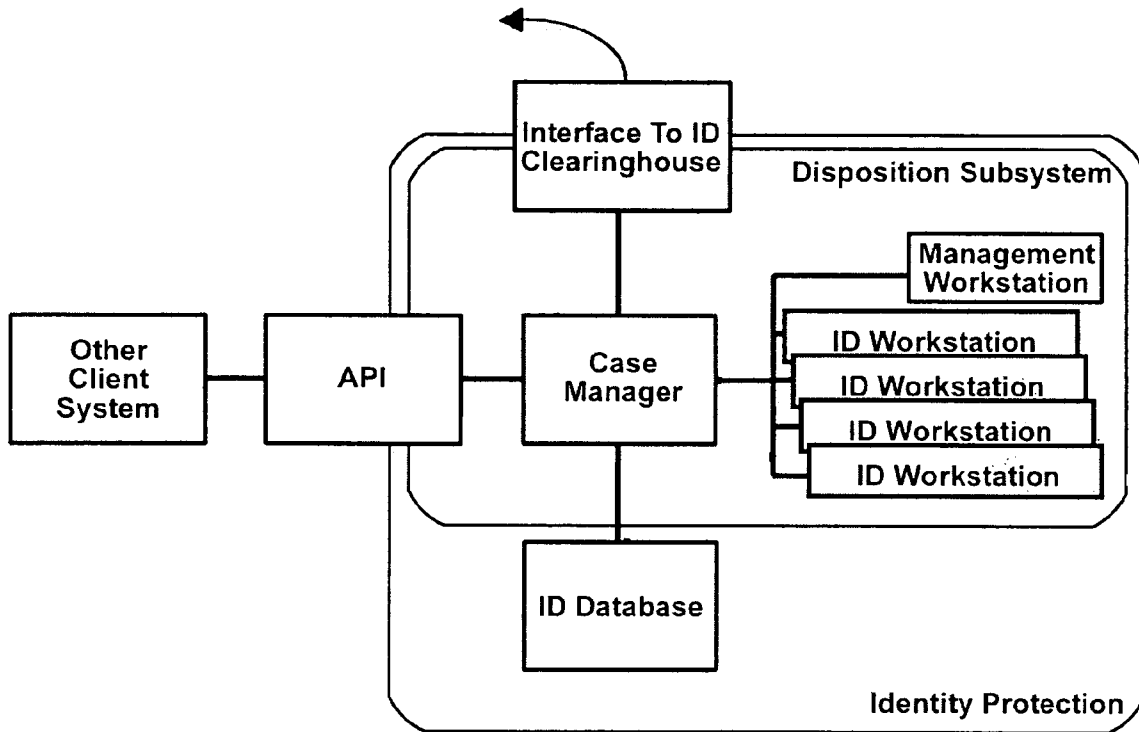 Interface To ID
Clearinghouse
Disposition Subsystem
Management
Workstation
Other
Client
System
API
Case
Manager
ID Workstation
ID Workstation
ID Workstation
ID Workstation
ID Database
Identity Protection